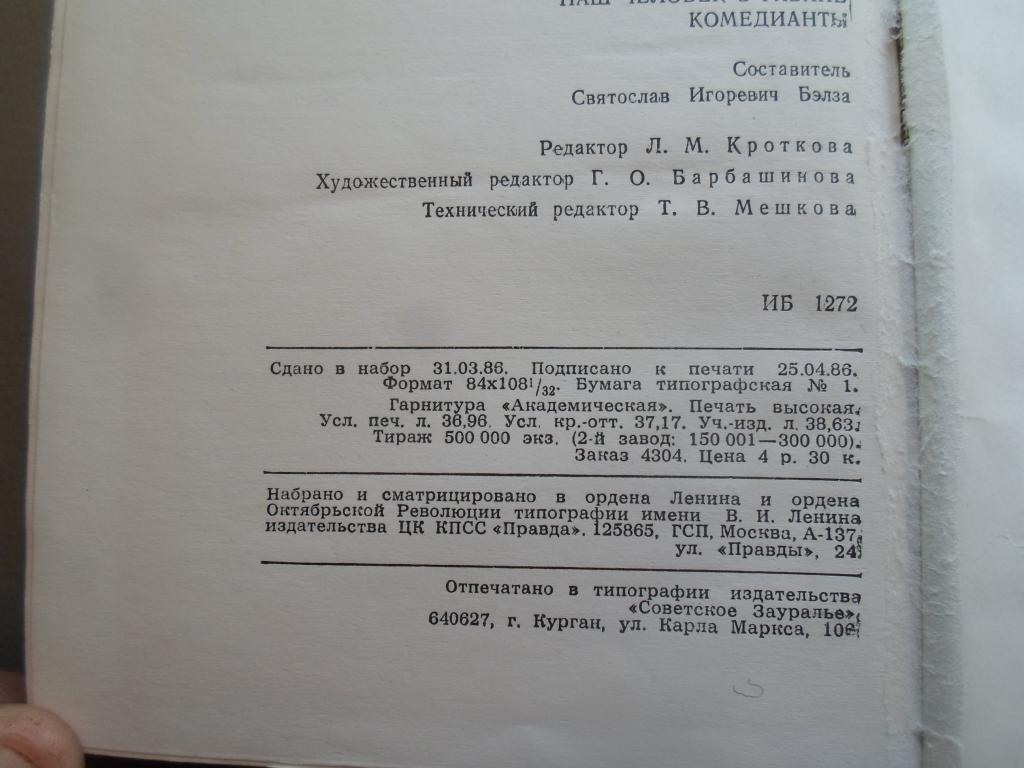 НАШ ЧЕЛОВЕК В ГАВАНЕ
КОМЕДИАНТЫ
Составитель
Святослав Игоревич Бэлза
Редактор Л. М. Кроткова
Художественный редактор Г. О. Барбашинова
Технический редактор Т. В. Мешкова
ИБ 1272
Сдано в набор 31.03.86. Подписано к печати 25.04.86.
Формат 84х108 1/32. Бумага типографская № 1.
Гарнитура «Академическая». Печать высокая.
Усл. печ. л. 36,96. Усл. кр.-отт. 37,17. Уч.-изд. л. 38,63.
Тираж 500 000 экз. (2-й завод: 150 001—300 000).
Заказ 4304. Цена 4 р. 30 к.
Набрано и сматрицировано в ордена Ленина и ордена
Октябрьской Революции типографии имени В. И. Ленина
издательства ЦК КПСС «Правда». 125865, ГСП, Москва, А-137,
ул. «Правды», 24.
Отпечатано в типографии издательства
«Советское Зауралье»,
640627, г. Курган, ул. Карла Маркса, 106.